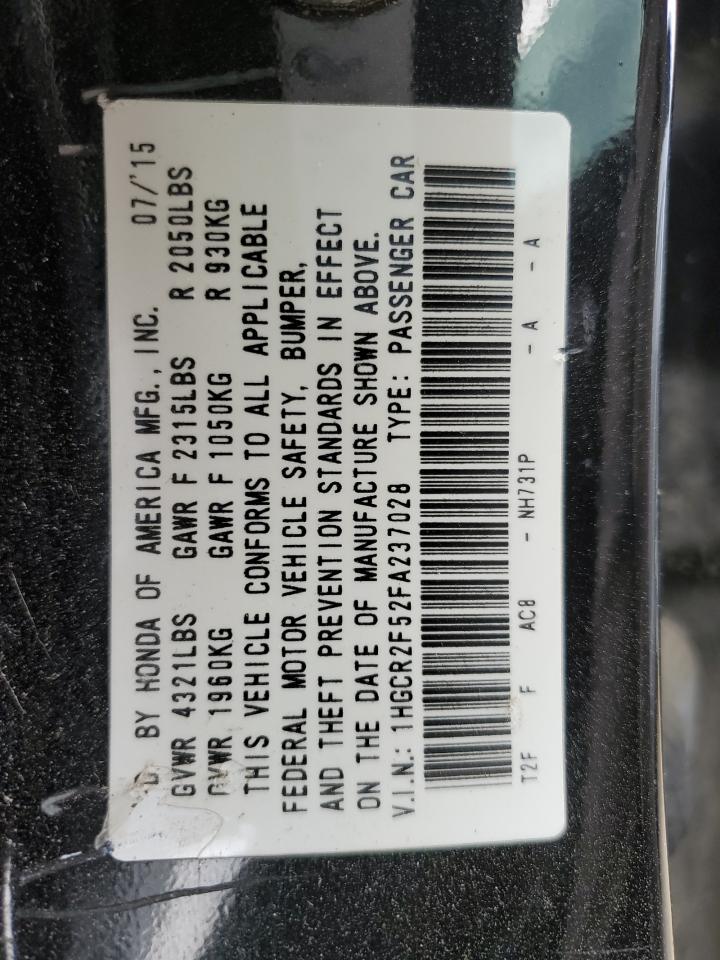 D BY HONDA OF AMERICA MFG., INC. 07/'15
GVWR 4321LBS GAWR F 2315LBS R 2050LBS
GVWR 1960KG GAWR F 1050KG R 930KG
THIS VEHICLE CONFORMS TO ALL APPLICABLE
FEDERAL MOTOR VEHICLE SAFETY, BUMPER,
AND THEFT PREVENTION STANDARDS IN EFFECT
ON THE DATE OF MANUFACTURE SHOWN ABOVE.
V.I.N.: 1HGCR2F52FA237028 TYPE: PASSENGER CAR
T2F F AC8 - NH731P - A - A